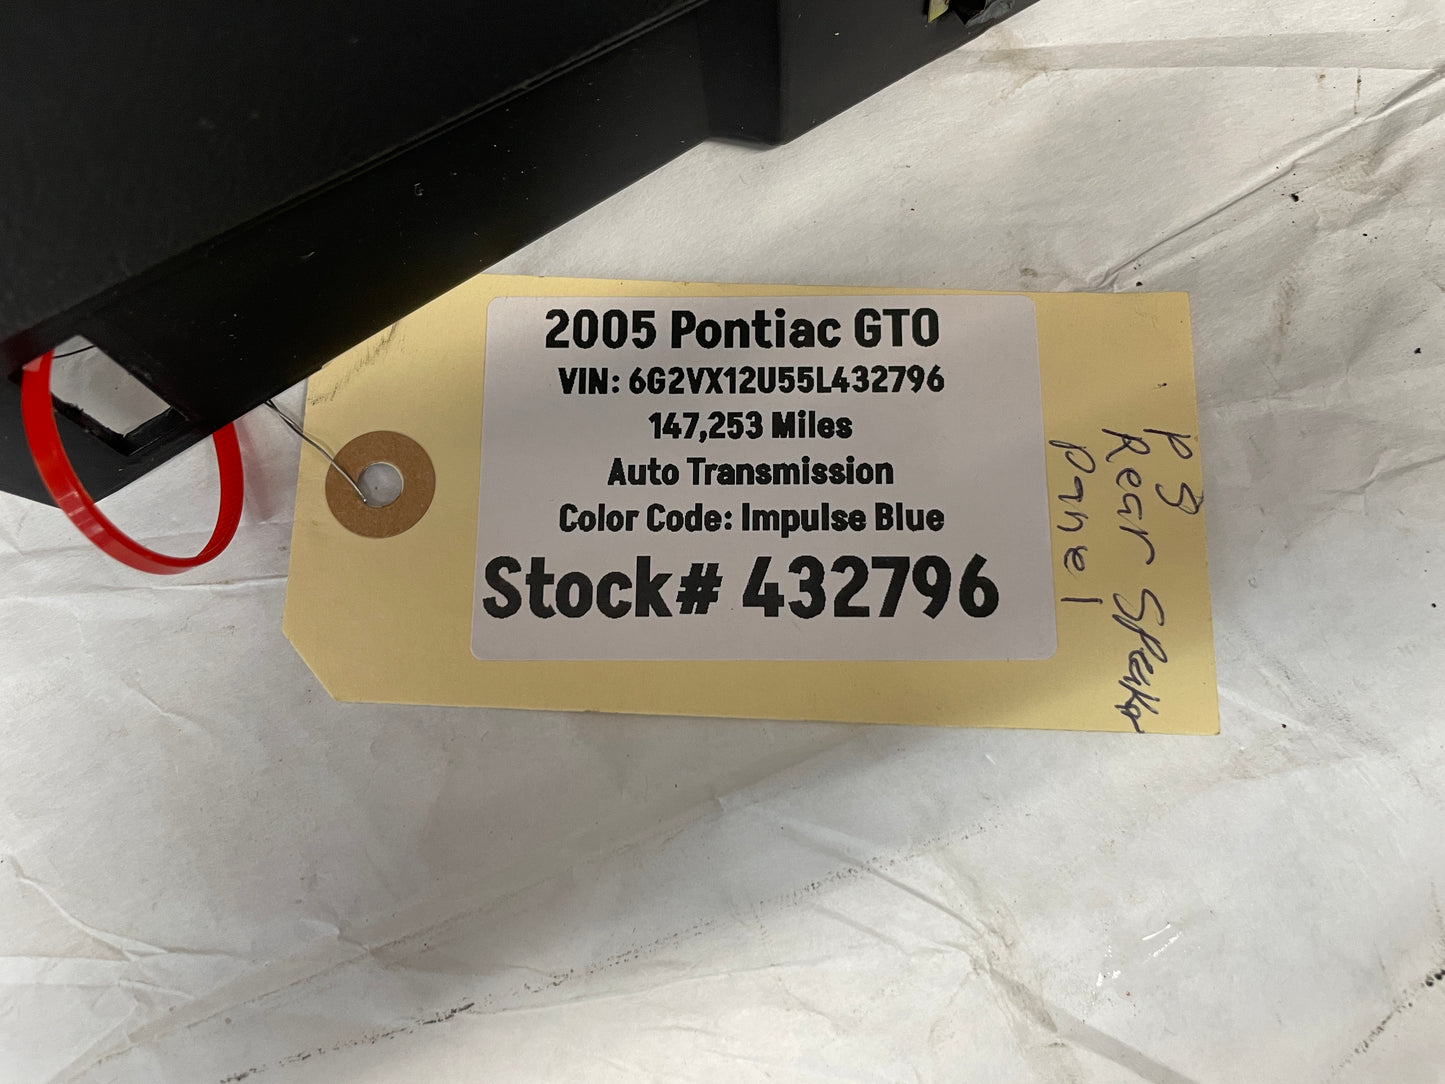 2005 Pontiac GTO
VIN: 6G2VX12U55L432796
147,253 Miles
Auto Transmission
Color Code: Impulse Blue
Stock# 432796
PS
Rear Speaker
Panel